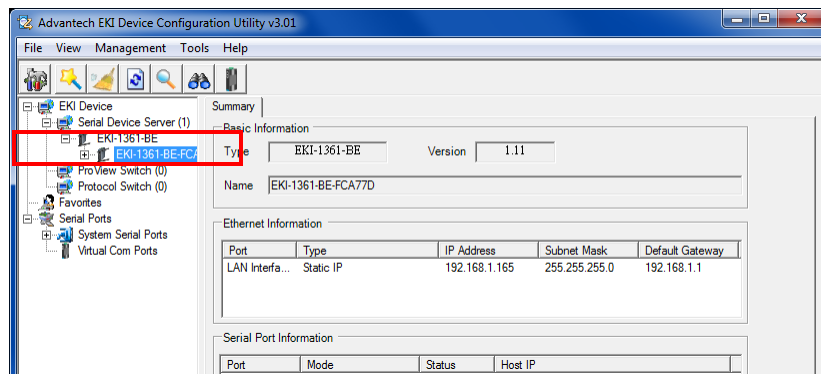 Advantech EKI Device Configuration Utility v3.01
File View Management Tools Help
EKI Device
Serial Device Server (1)
EKI-1361-BE
EKI-1361-BE-FCA
ProView Switch (0)
Protocol Switch (0)
Favorites
Serial Ports
System Serial Ports
Virtual Com Ports
Summary
Basic Information
Type EKI-1361-BE Version 1.11
Name EKI-1361-BE-FCA77D
Ethernet Information
Port Type IP Address Subnet Mask Default Gateway
LAN Interfa... Static IP 192.168.1.165 255.255.255.0 192.168.1.1
Serial Port Information
Port Mode Status Host IP